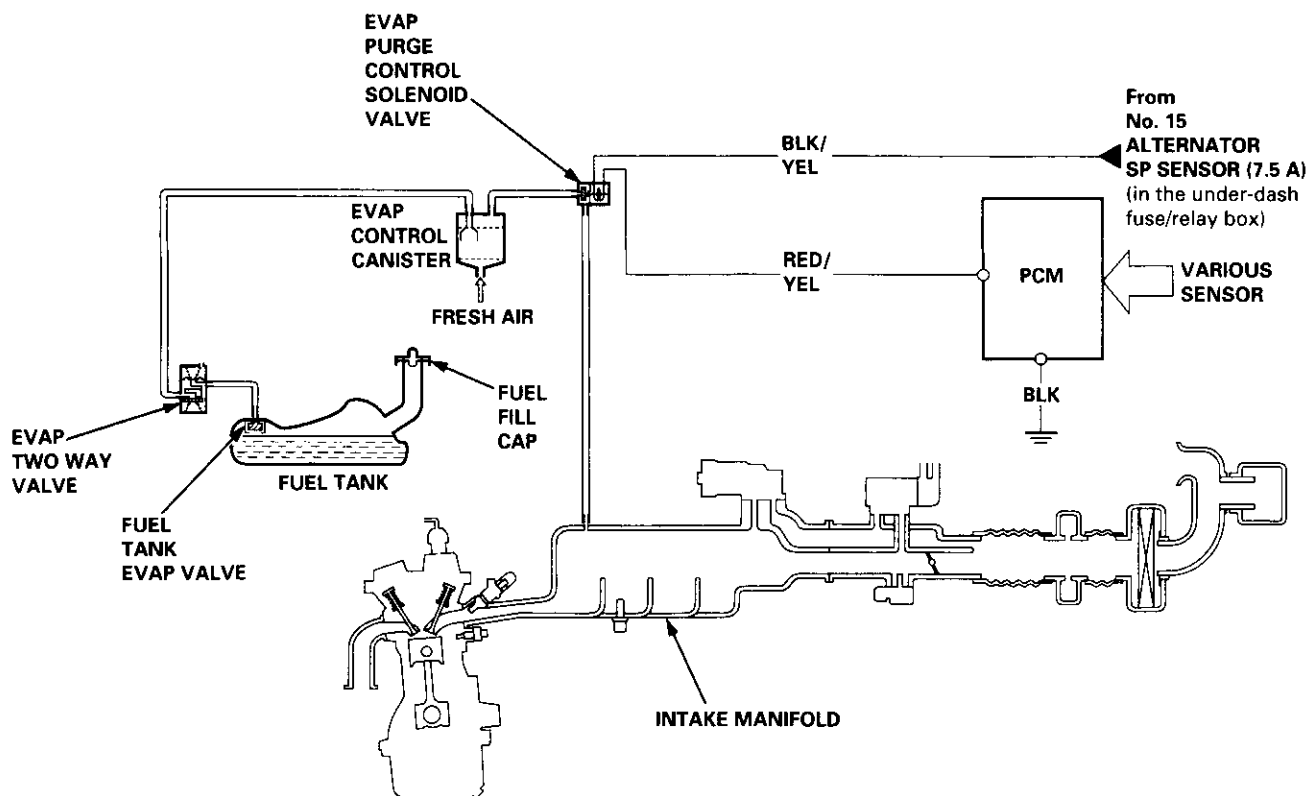 EVAP
PURGE
CONTROL
SOLENOID
VALVE
From
No. 15
ALTERNATOR
SP SENSOR (7.5 A)
(in the under-dash
fuse/relay box)
BLK/
YEL
EVAP
CONTROL
CANISTER
RED/
YEL
PCM
VARIOUS
SENSOR
FRESH AIR
BLK
FUEL
FILL
CAP
EVAP
TWO WAY
VALVE
FUEL TANK
FUEL
TANK
EVAP VALVE
INTAKE MANIFOLD